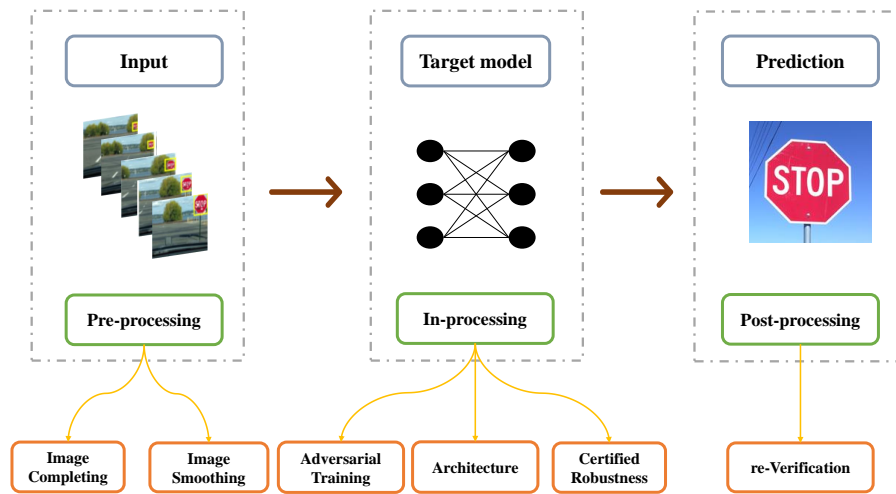 Input
Target model
Prediction
STOP
Pre-processing
In-processing
Post-processing
Image
Completing
Image
Smoothing
Adversarial
Training
Architecture
Certified
Robustness
re-Verification